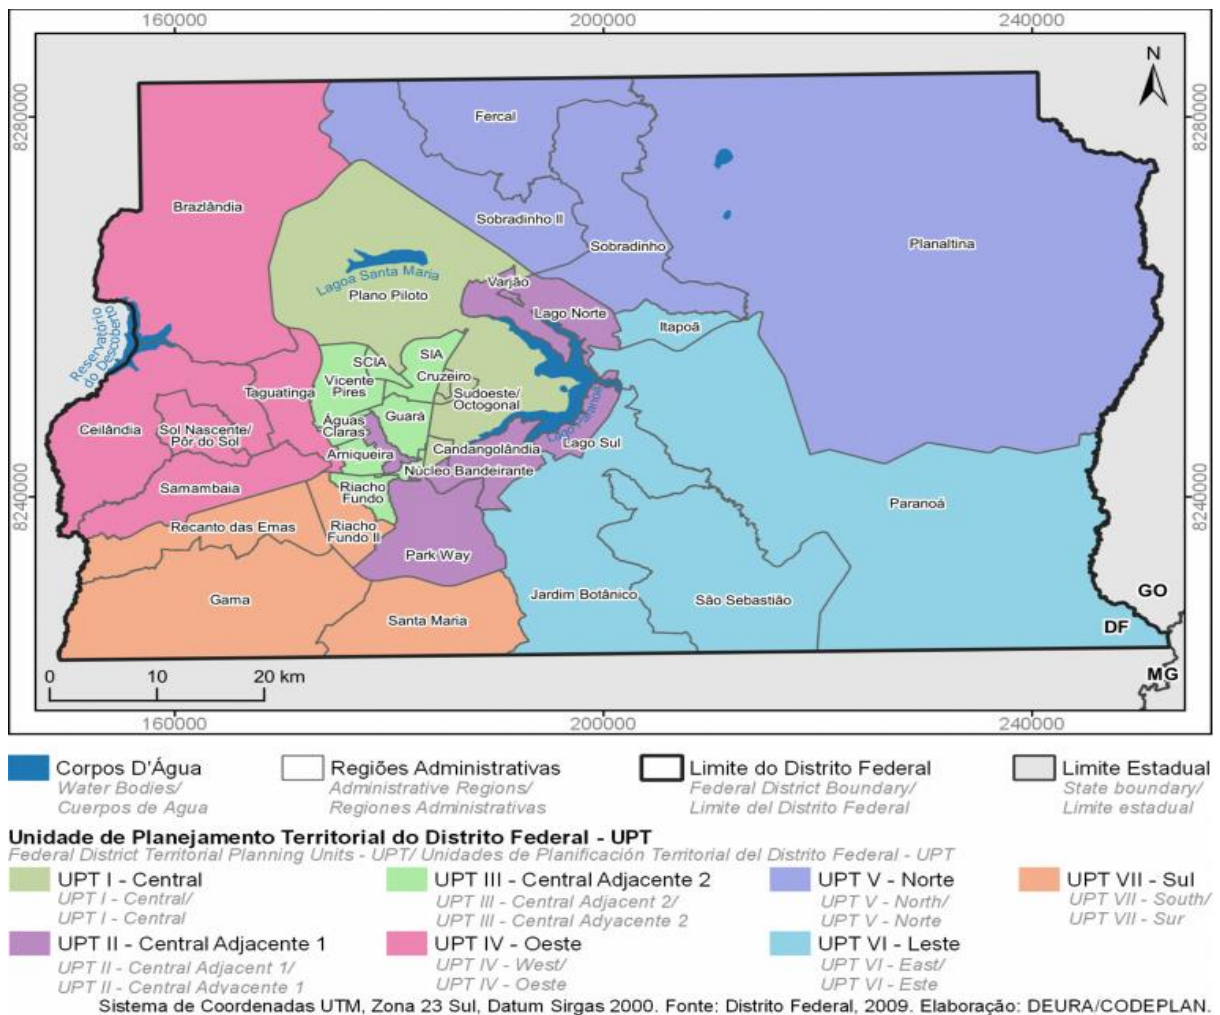 160000
200000
240000
N
8280000
8280000
Fercal
Brazlândia
Sobradinho II
Sobradinho
Planaltina
Lagoa Santa Maria
Varjão
Plano Piloto
Lago Norte
Itapoã
Reservatório
do Descoberto
SCIA
SIA
Vicente
Pires
Cruzeiro
Taguatinga
Sudoeste/
Octogonal
Guará
Águas
Claras
Lago Paranoá
Ceilândia
Sol Nascente/
Pôr do Sol
Lago Sul
Candangolândia
Arniqueira
Núcleo Bandeirante
8240000
8240000
Samambaia
Riacho
Fundo
Paranoá
Recanto das Emas
Riacho
Fundo II
Park Way
Gama
Jardim Botânico
São Sebastião
GO
Santa Maria
DF
MG
0 10 20 km
160000
200000
240000
Corpos D'Água
Water Bodies/
Cuerpos de Agua
Regiões Administrativas
Administrative Regions/
Regiones Administrativas
Limite do Distrito Federal
Federal District Boundary/
Limite del Distrito Federal
Limite Estadual
State boundary/
Limite estadual
Unidade de Planejamento Territorial do Distrito Federal - UPT
Federal District Territorial Planning Units - UPT/ Unidades de Planificación Territorial del Distrito Federal - UPT
UPT I - Central
UPT I - Central/
UPT I - Central
UPT III - Central Adjacente 2
UPT III - Central Adjacent 2/
UPT III - Central Adyacente 2
UPT V - Norte
UPT V - North/
UPT V - Norte
UPT VII - Sul
UPT VII - South/
UPT VII - Sur
UPT II - Central Adjacente 1
UPT II - Central Adjacent 1/
UPT II - Central Adyacente 1
UPT IV - Oeste
UPT IV - West/
UPT IV - Oeste
UPT VI - Leste
UPT VI - East/
UPT VI - Este
Sistema de Coordenadas UTM, Zona 23 Sul, Datum Sirgas 2000. Fonte: Distrito Federal, 2009. Elaboração: DEURA/CODEPLAN.